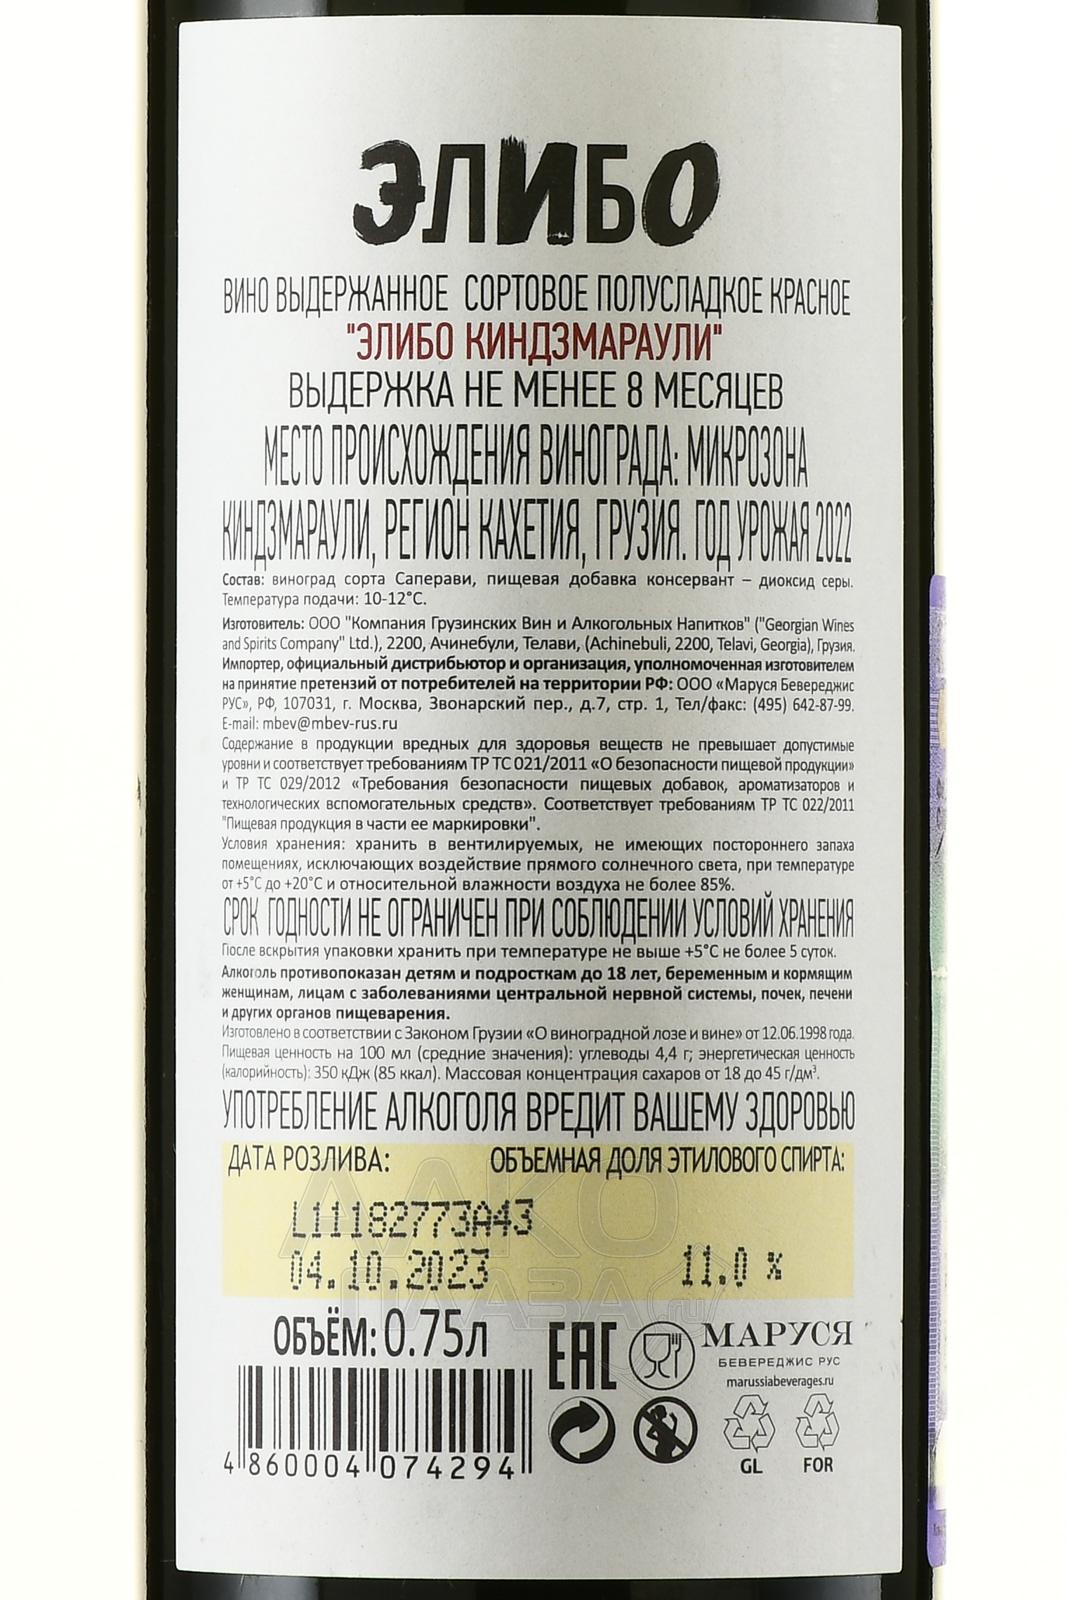 ЭЛИБО
ВИНО ВЫДЕРЖАННОЕ СОРТОВОЕ ПОЛУСЛАДКОЕ КРАСНОЕ
"ЭЛИБО КИНДЗМАРАУЛИ"
ВЫДЕРЖКА НЕ МЕНЕЕ 8 МЕСЯЦЕВ
МЕСТО ПРОИСХОЖДЕНИЯ ВИНОГРАДА: МИКРОЗОНА
КИНДЗМАРАУЛИ, РЕГИОН КАХЕТИЯ, ГРУЗИЯ. ГОД УРОЖАЯ 2022
Состав: виноград сорта Саперави, пищевая добавка консервант – диоксид серы.
Температура подачи: 10-12°С.
Изготовитель: ООО "Компания Грузинских Вин и Алкогольных Напитков" ("Georgian Wines
and Spirits Company" Ltd.), 2200, Ачинебули, Телави, (Achinebuli, 2200, Telavi, Georgia), Грузия.
Импортер, официальный дистрибьютор и организация, уполномоченная изготовителем
на принятие претензий от потребителей на территории РФ: ООО «Маруся Бевереджис
РУС», РФ, 107031, г. Москва, Звонарский пер., д.7, стр. 1, Тел/факс: (495) 642-87-99.
E-mail: mbev@mbev-rus.ru
Содержание в продукции вредных для здоровья веществ не превышает допустимые
уровни и соответствует требованиям ТР ТС 021/2011 «О безопасности пищевой продукции»
и ТР ТС 029/2012 «Требования безопасности пищевых добавок, ароматизаторов и
технологических вспомогательных средств». Соответствует требованиям ТР ТС 022/2011
"Пищевая продукция в части ее маркировки".
Условия хранения: хранить в вентилируемых, не имеющих постороннего запаха
помещениях, исключающих воздействие прямого солнечного света, при температуре
от +5°С до +20°С и относительной влажности воздуха не более 85%.
СРОК ГОДНОСТИ НЕ ОГРАНИЧЕН ПРИ СОБЛЮДЕНИИ УСЛОВИЙ ХРАНЕНИЯ
После вскрытия упаковки хранить при температуре не выше +5°С не более 5 суток.
Алкоголь противопоказан детям и подросткам до 18 лет, беременным и кормящим
женщинам, лицам с заболеваниями центральной нервной системы, почек, печени
и других органов пищеварения.
Изготовлено в соответствии с Законом Грузии «О виноградной лозе и вине» от 12.06.1998 года.
Пищевая ценность на 100 мл (средние значения): углеводы 4,4 г; энергетическая ценность
(калорийность): 350 кДж (85 ккал). Массовая концентрация сахаров от 18 до 45 г/дм³.
УПОТРЕБЛЕНИЕ АЛКОГОЛЯ ВРЕДИТ ВАШЕМУ ЗДОРОВЬЮ
ДАТА РОЗЛИВА: ОБЪЕМНАЯ ДОЛЯ ЭТИЛОВОГО СПИРТА:
L11182773A43
04.10.2023 11.0 %
АЛКО
ПЛАЗА.ru
ОБЪЁМ: 0.75л
EAC
МАРУСЯ
БЕВЕРЕДЖИС РУС
marussiabeverages.ru
GL FOR
4 860004 074294